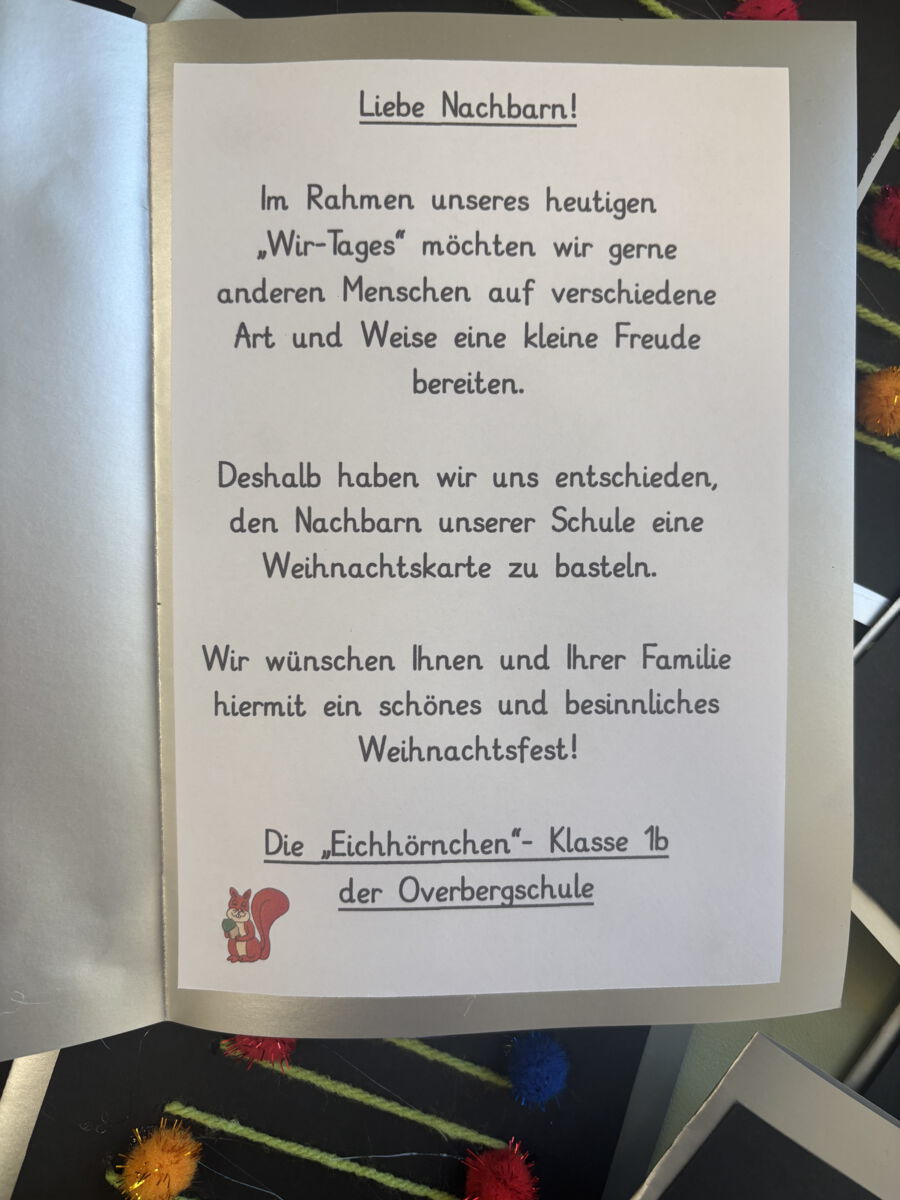 Liebe Nachbarn!
Im Rahmen unseres heutigen
„Wir-Tages“ möchten wir gerne
anderen Menschen auf verschiedene
Art und Weise eine kleine Freude
bereiten.
Deshalb haben wir uns entschieden,
den Nachbarn unserer Schule eine
Weihnachtskarte zu basteln.
Wir wünschen Ihnen und Ihrer Familie
hiermit ein schönes und besinnliches
Weihnachtsfest!
Die „Eichhörnchen“- Klasse 1b
der Overbergschule